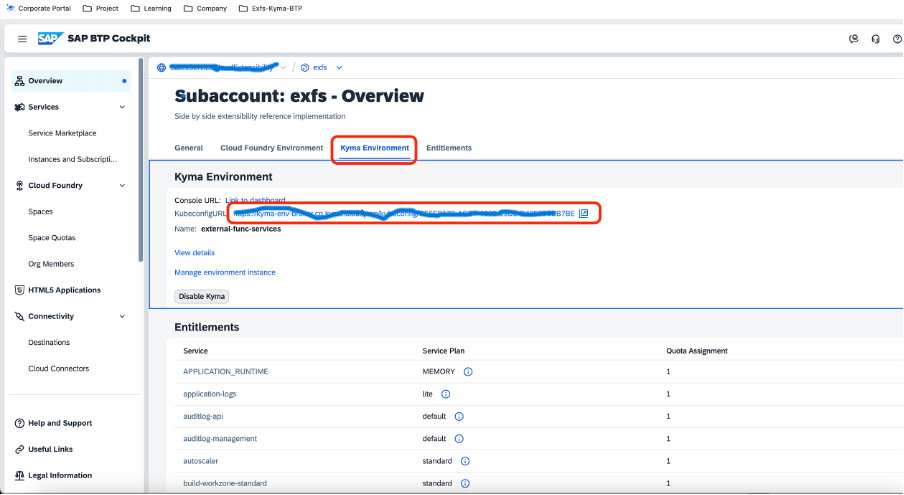 Corporate Portal Project Learning Company Exfs-Kyma-BTP
SAP SAP BTP Cockpit
exfs
Overview
Services
Service Marketplace
Instances and Subscripti...
Cloud Foundry
Spaces
Space Quotas
Org Members
HTML5 Applications
Connectivity
Destinations
Cloud Connectors
Help and Support
Useful Links
Legal Information
Subaccount: exfs - Overview
Side by side extensibility reference implementation
General Cloud Foundry Environment Kyma Environment Entitlements
Kyma Environment
Console URL: Link to dashboard
KubeconfigURL:
Name: external-func-services
View details
Manage environment instance
Disable Kyma
Entitlements
Service Service Plan Quota Assignment
APPLICATION_RUNTIME MEMORY 1
application-logs lite 1
auditlog-api default 1
auditlog-management default 1
autoscaler standard 1
build-workzone-standard standard 1